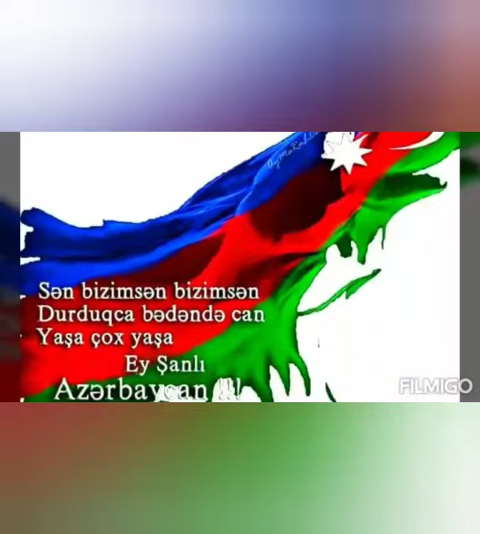 Sən bizimsən bizimsən
Durduqca bədəndə can
Yaşa çox yaşa
Ey Şanlı
Azərbaycan !!!
FILMIGO